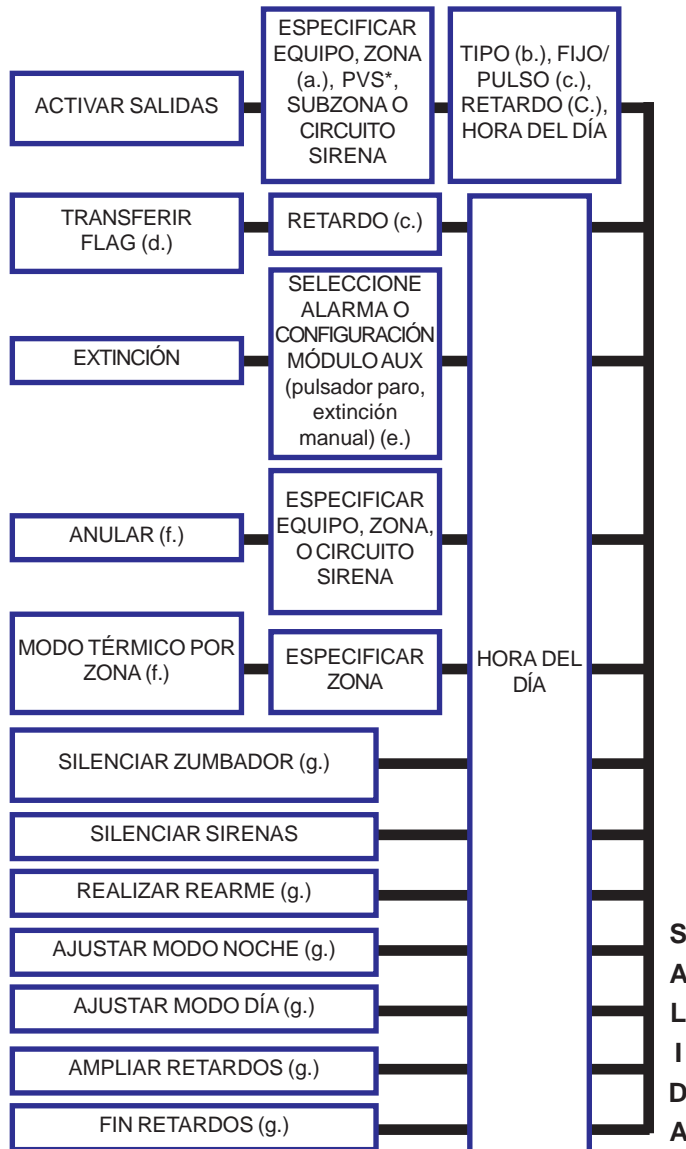 ACTIVAR SALIDAS
ESPECIFICAR
EQUIPO, ZONA
(a.), PVS*,
SUBZONA O
CIRCUITO
SIRENA
TIPO (b.), FIJO/
PULSO (c.),
RETARDO (C.),
HORA DEL DÍA
TRANSFERIR
FLAG (d.)
RETARDO (c.)
EXTINCIÓN
SELECCIONE
ALARMA O
CONFIGURACIÓN
MÓDULO AUX
(pulsador paro,
extinción
manual) (e.)
ANULAR (f.)
ESPECIFICAR
EQUIPO, ZONA,
O CIRCUITO
SIRENA
MODO TÉRMICO POR
ZONA (f.)
ESPECIFICAR
ZONA
HORA DEL
DÍA
SILENCIAR ZUMBADOR (g.)
SILENCIAR SIRENAS
REALIZAR REARME (g.)
AJUSTAR MODO NOCHE (g.)
AJUSTAR MODO DÍA (g.)
AMPLIAR RETARDOS (g.)
FIN RETARDOS (g.)
S
A
L
I
D
A